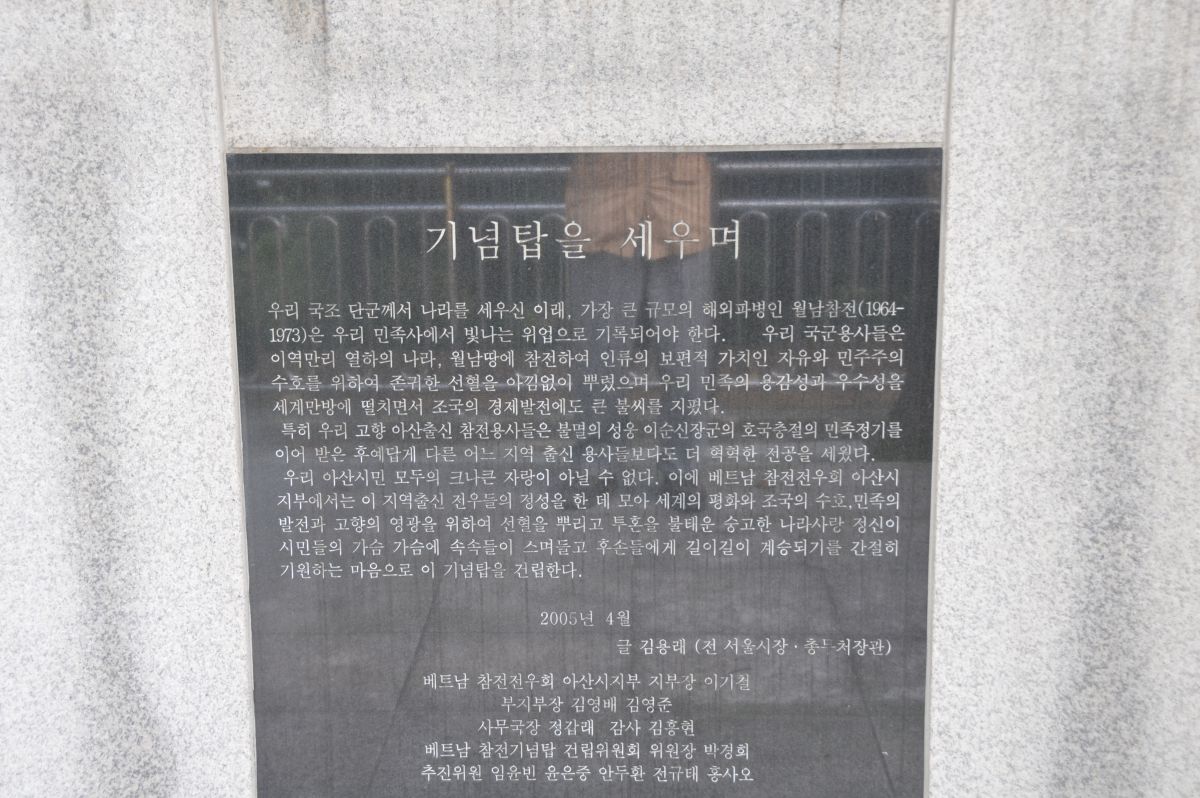 기념탑을 세우며
우리 국조 단군께서 나라를 세우신 이래, 가장 큰 규모의 해외파병인 월남참전(1964-
1973)은 우리 민족사에서 빛나는 위업으로 기록되어야 한다. 우리 국군용사들은
이역만리 열하의 나라, 월남땅에 참전하여 인류의 보편적 가치인 자유와 민주주의
수호를 위하여 존귀한 선혈을 아낌없이 뿌렸으며 우리 민족의 용감성과 우수성을
세계만방에 떨치면서 조국의 경제발전에도 큰 불씨를 지폈다.
특히 우리 고향 아산출신 참전용사들은 불멸의 성웅 이순신장군의 호국충절의 민족정기를
이어 받은 후예답게 다른 어느 지역 출신 용사들보다도 더 혁혁한 전공을 세웠다.
우리 아산시민 모두의 크나큰 자랑이 아닐 수 없다. 이에 베트남 참전전우회 아산시
지부에서는 이 지역출신 전우들의 정성을 한 데 모아 세계의 평화와 조국의 수호,민족의
발전과 고향의 영광을 위하여 선혈을 뿌리고 투혼을 불태운 숭고한 나라사랑 정신이
시민들의 가슴 가슴에 속속들이 스며들고 후손들에게 길이길이 계승되기를 간절히
기원하는 마음으로 이 기념탑을 건립한다.
2005년 4월
글 김용래 (전 서울시장·총무처장관)
베트남 참전전우회 아산시지부 지부장 이기철
부지부장 김영배 김영준
사무국장 정갑래 감사 김흥현
베트남 참전기념탑 건립위원회 위원장 박경회
추진위원 임윤빈 윤은중 안두환 전규태 홍사오